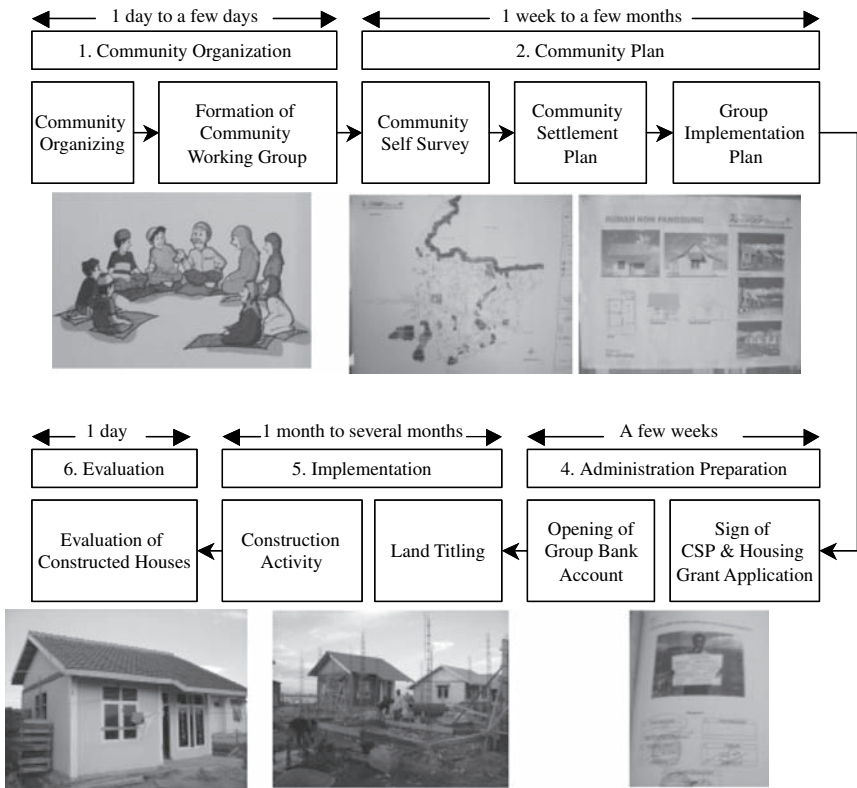 1 day to a few days
1 week to a few months
1. Community Organization
2. Community Plan
Community
Organizing
Formation of
Community
Working Group
Community
Self Survey
Community
Settlement
Plan
Group
Implementation
Plan
RUMAH NON PANGGUNG
1 day
1 month to several months
A few weeks
6. Evaluation
5. Implementation
4. Administration Preparation
Evaluation of
Constructed Houses
Construction
Activity
Land Titling
Opening of
Group Bank
Account
Sign of
CSP & Housing
Grant Application